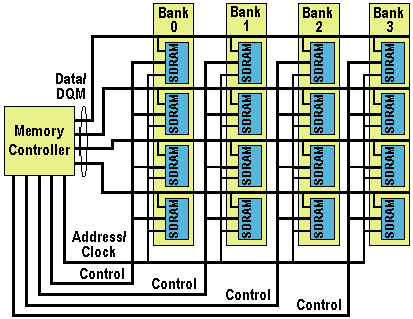 Bank 0
Bank 1
Bank 2
Bank 3
Data/
DQM
SDRAM
SDRAM
SDRAM
SDRAM
SDRAM
SDRAM
SDRAM
SDRAM
Memory
Controller
SDRAM
SDRAM
SDRAM
SDRAM
SDRAM
SDRAM
SDRAM
SDRAM
Address/
Clock
Control
Control
Control
Control